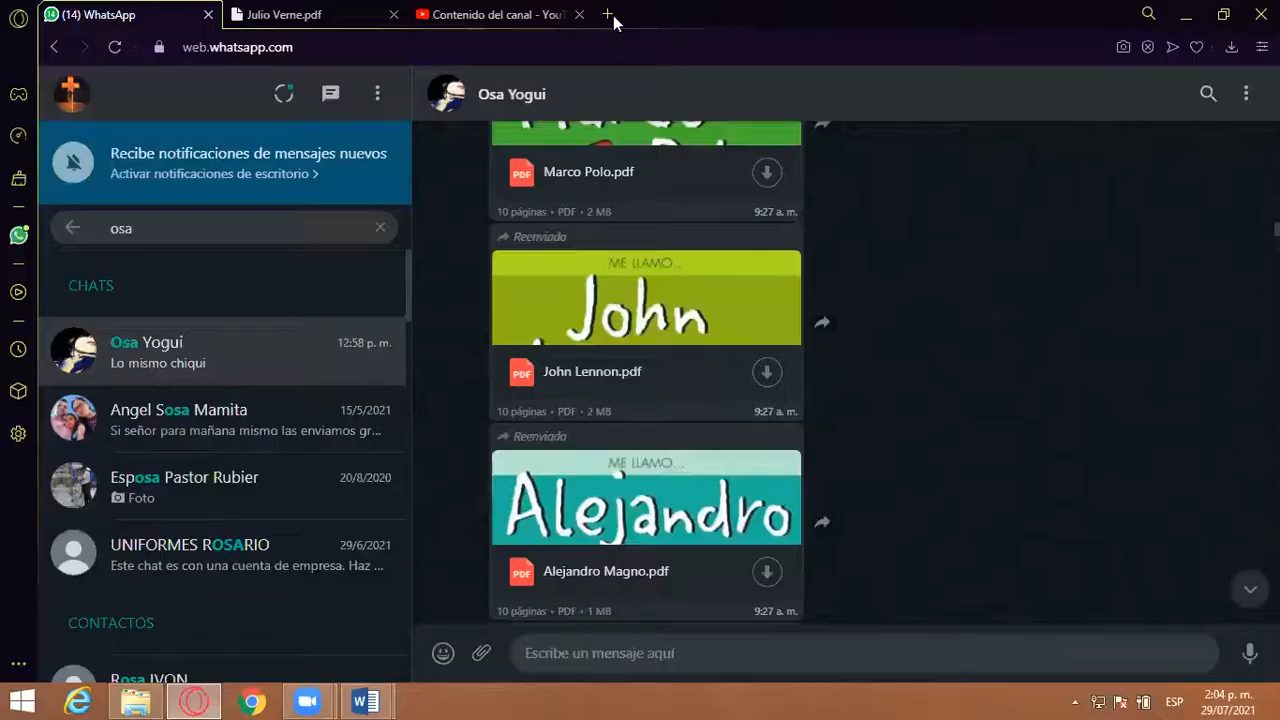 (14) WhatsApp
Julio Verne.pdf
Contenido del canal - YouT
web.whatsapp.com
Osa Yogui
Recibe notificaciones de mensajes nuevos
Activar notificaciones de escritorio >
osa
CHATS
Osa Yogui
12:58 p. m.
Lo mismo chiqui
Angel Sosa Mamita
15/5/2021
Si señor para mañana mismo las enviamos gr...
Esposa Pastor Rubier
20/8/2020
Foto
UNIFORMES ROSARIO
29/6/2021
Este chat es con una cuenta de empresa. Haz ...
CONTACTOS
Rosa IVON
PDF
Marco Polo.pdf
10 páginas • PDF • 2 MB
9:27 a. m.
Reenviado
ME LLAMO...
John
PDF
John Lennon.pdf
10 páginas • PDF • 2 MB
9:27 a. m.
Reenviado
ME LLAMO...
Alejandro
PDF
Alejandro Magno.pdf
10 páginas • PDF • 1 MB
9:27 a. m.
Escribe un mensaje aquí
ESP
2:04 p. m.
29/07/2021